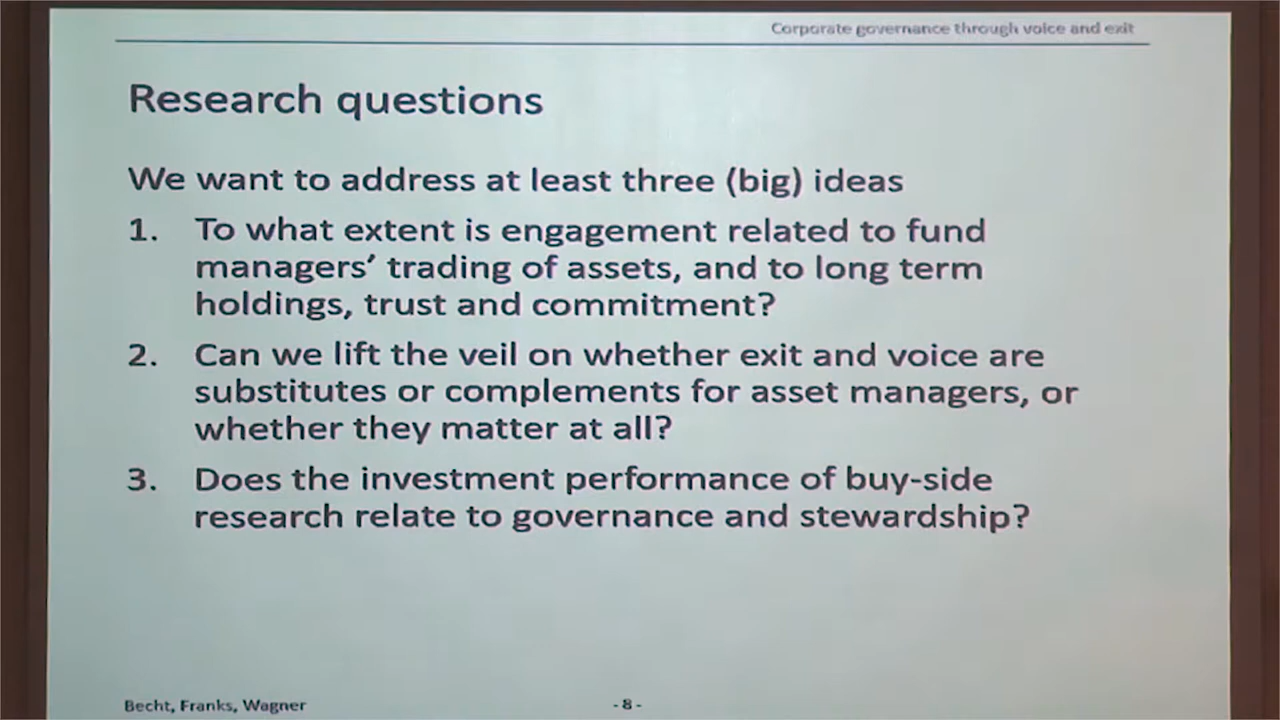 Corporate governance through voice and exit
Research questions
We want to address at least three (big) ideas
1. To what extent is engagement related to fund
managers’ trading of assets, and to long term
holdings, trust and commitment?
2. Can we lift the veil on whether exit and voice are
substitutes or complements for asset managers, or
whether they matter at all?
3. Does the investment performance of buy-side
research relate to governance and stewardship?
Becht, Franks, Wagner
- 8 -